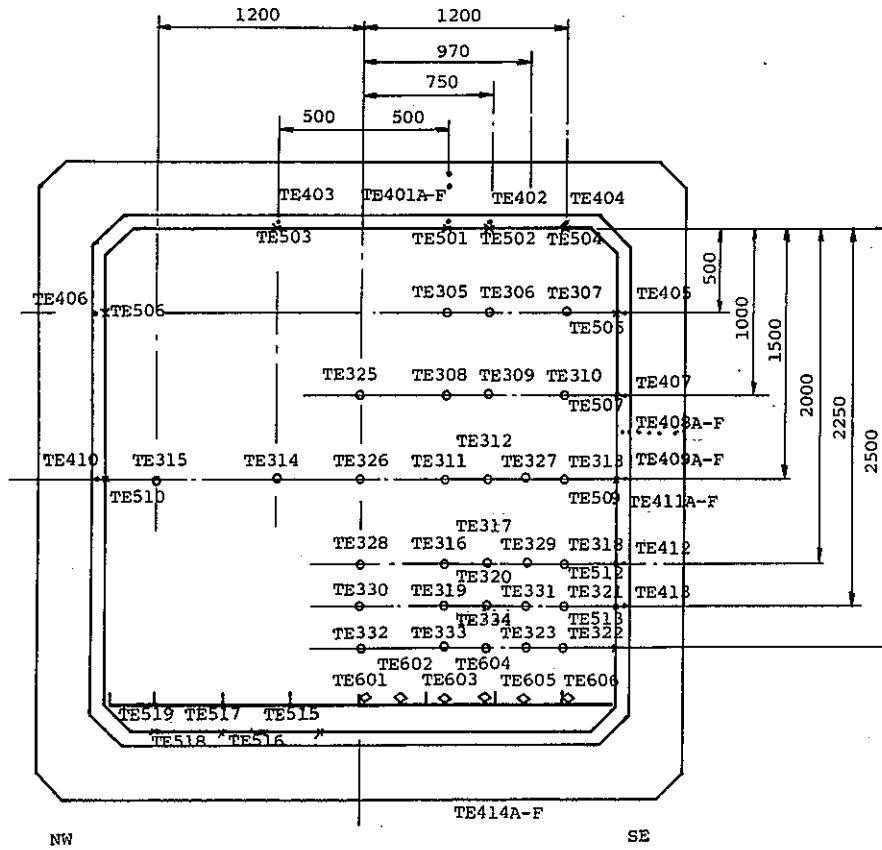 1200 1200
970
750
500 500
TE403 TE401A-F TE402 TE404
TE503 TE501 TE502 TE504
500
TE406 TE506 TE305 TE306 TE307 TE405
TE505
1000
1500
TE325 TE308 TE309 TE310 TE407
TE507
2000
2250
2500
TE408A-F
TE312
TE410 TE315 TE314 TE326 TE311 TE327 TE313 TE409A-F
TE510 TE509 TE411A-F
TE317
TE328 TE316 TE329 TE318 TE412
TE320 TE512
TE330 TE319 TE331 TE321 TE413
TE334 TE513
TE332 TE333 TE323 TE322
TE602 TE604
TE601 TE603 TE605 TE606
TE519 TE517 TE515
TE518 TE516
TE414A-F
NW SE